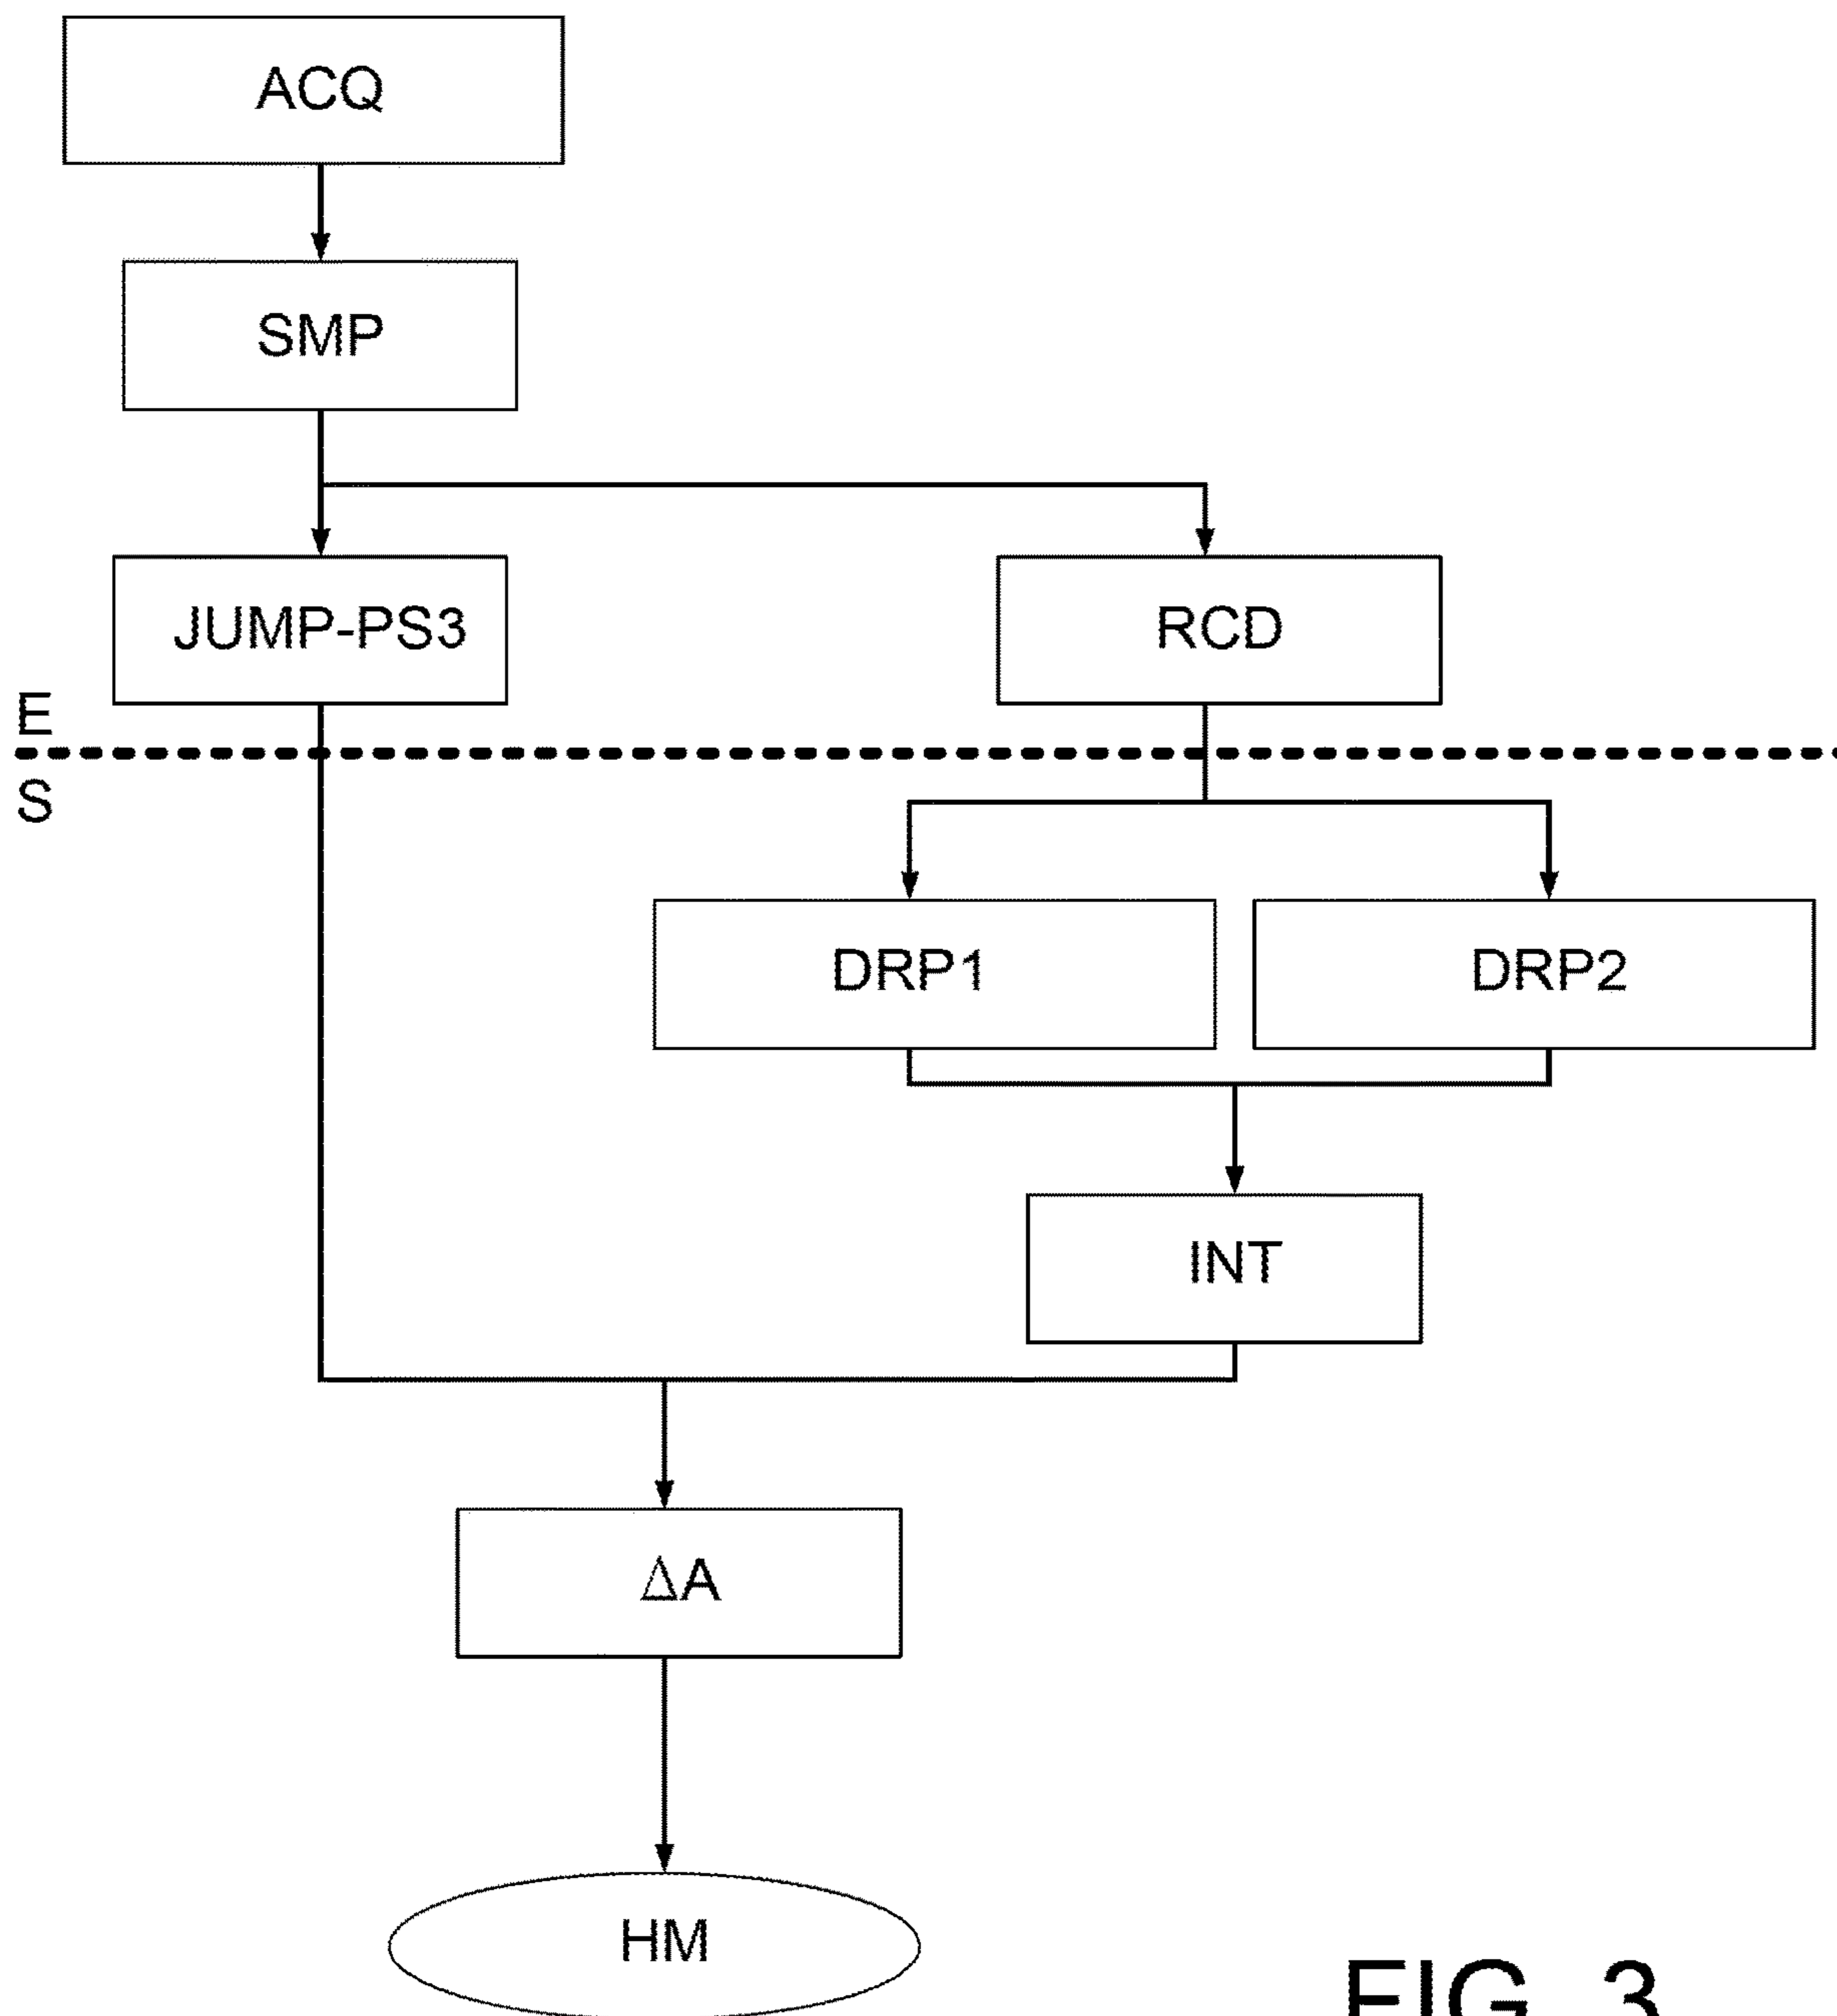 ACQ
SMP
JUMP-PS3
RCD
E
S
DRP1
DRP2
INT
ΔA
HM
FIG. 3